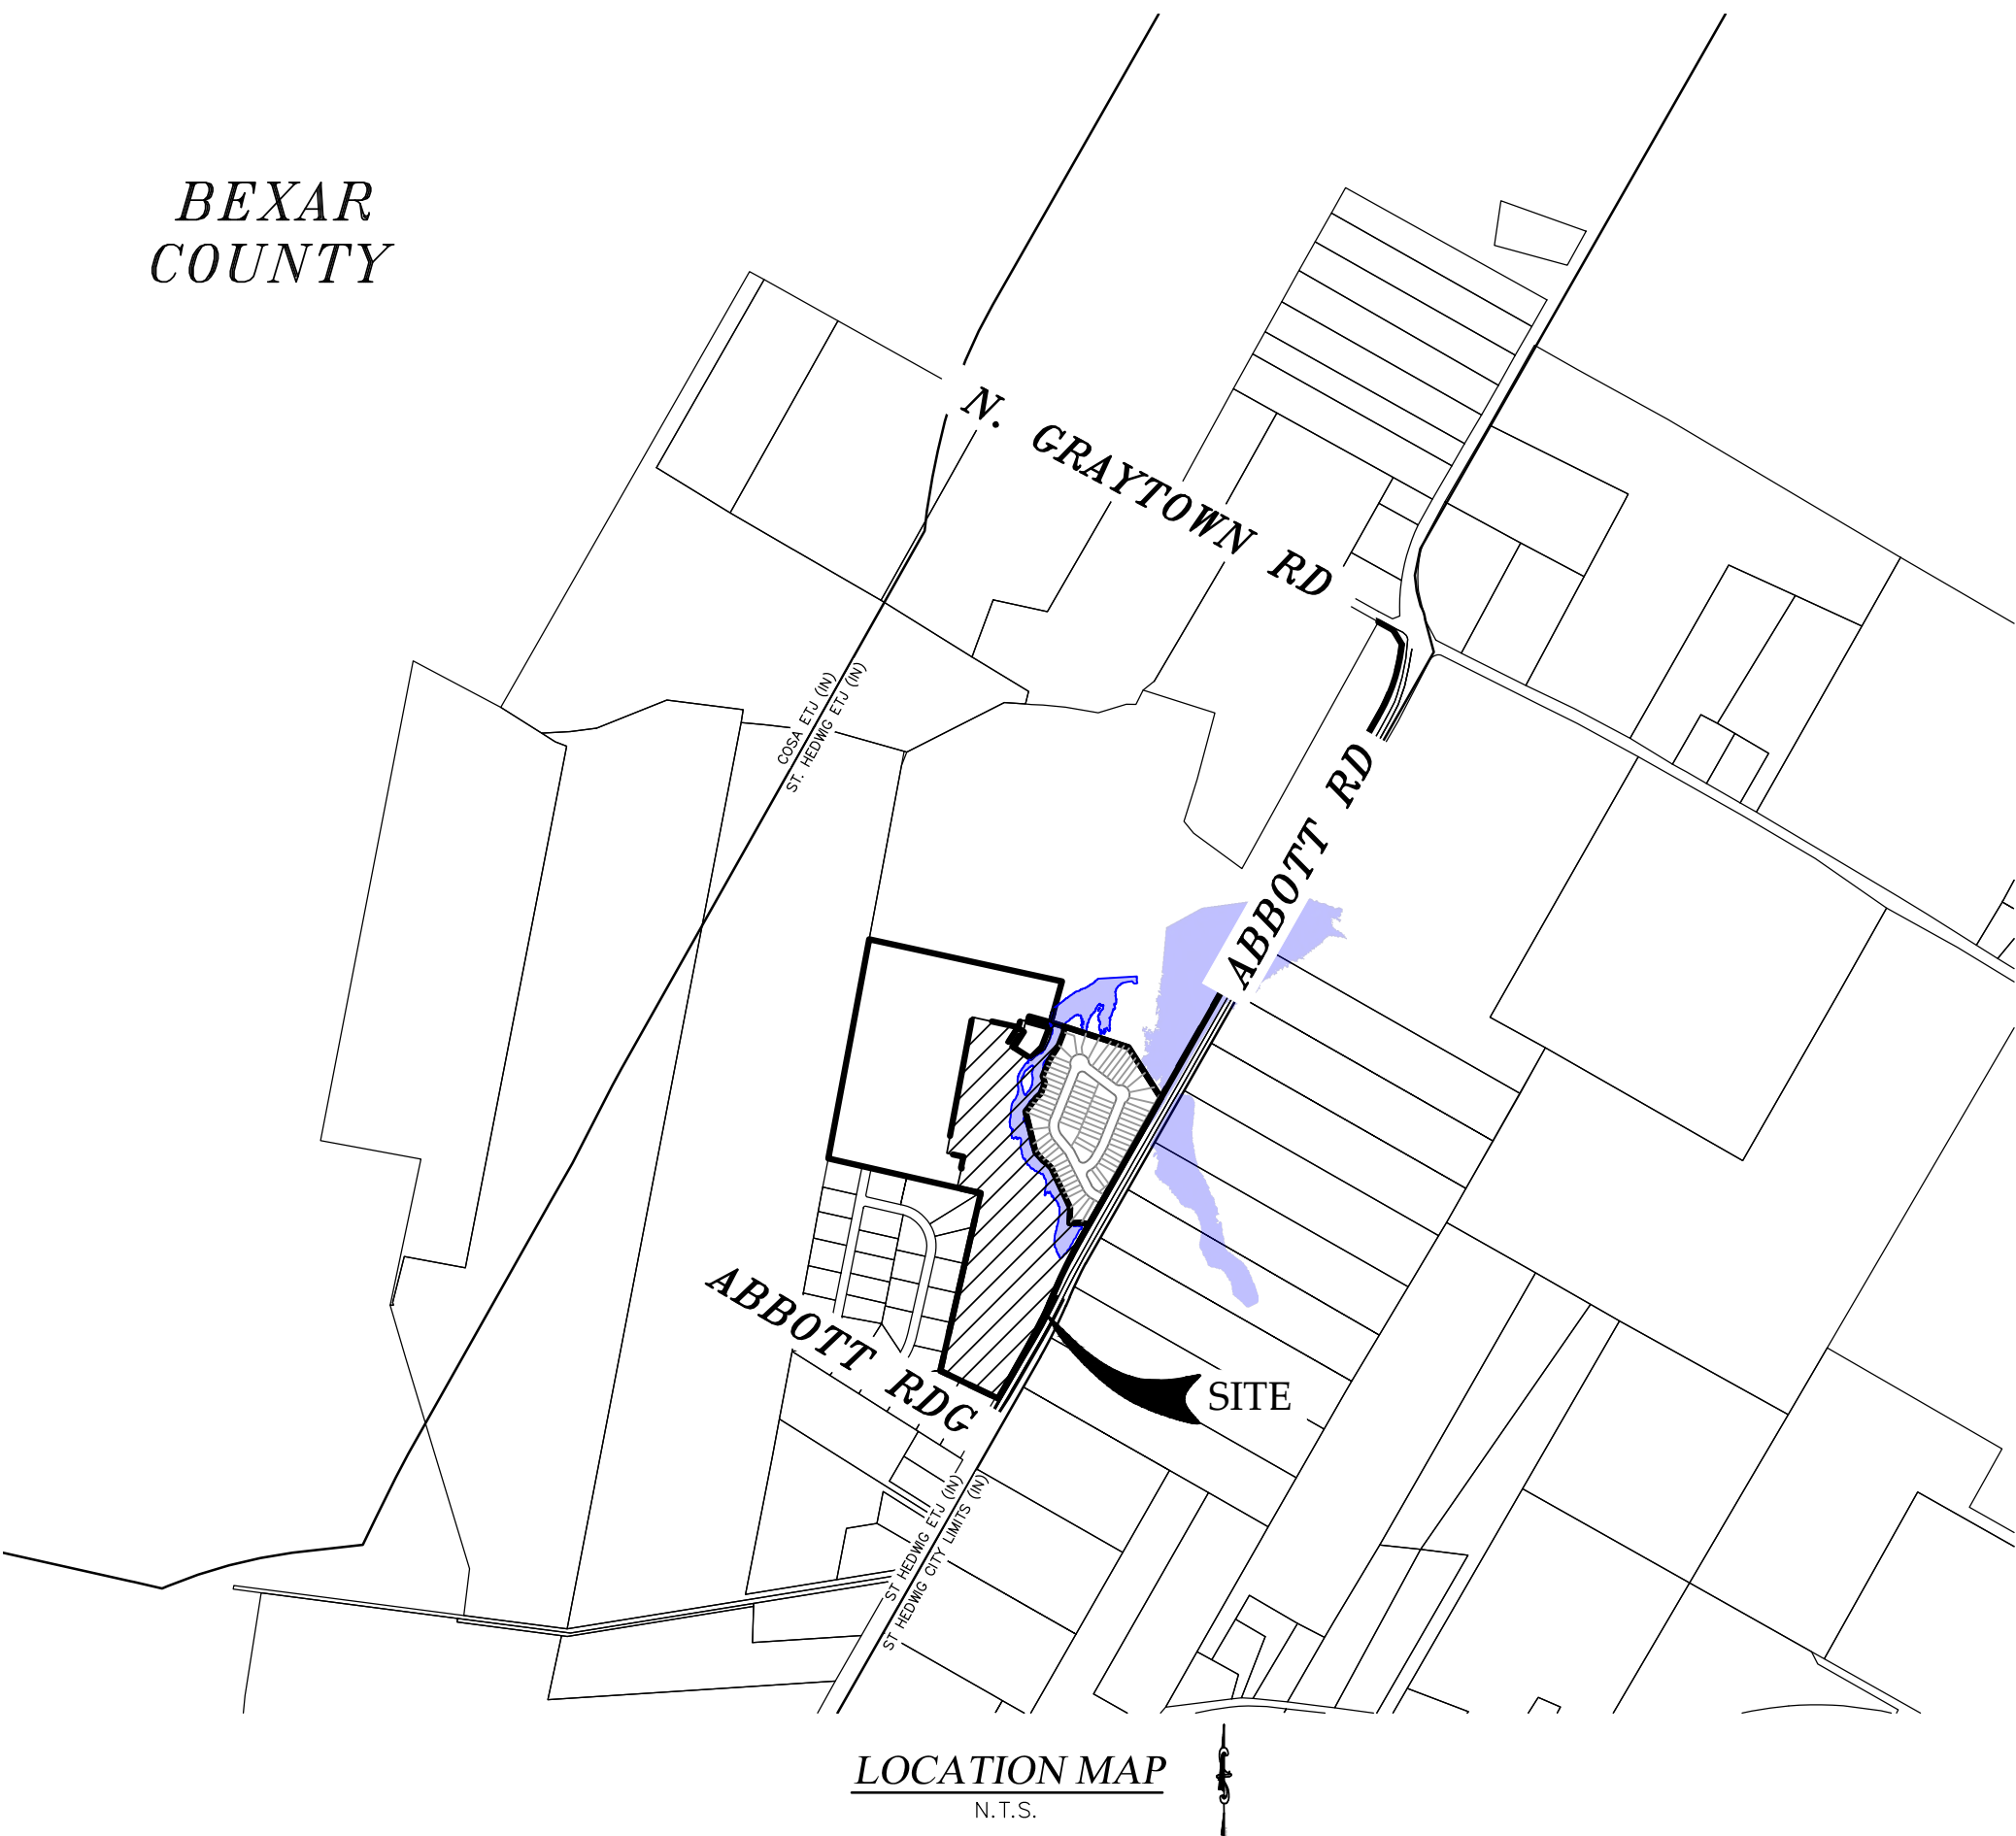 BEXAR
COUNTY
N. GRAYTOWN RD
COSA ETJ (IN)
ST. HEDWIG ETJ (IN)
ABBOTT RD
ABBOTT RDG
SITE
ST HEDWIG ETJ (IN)
ST HEDWIG CITY LIMITS (IN)
LOCATION MAP
N.T.S.